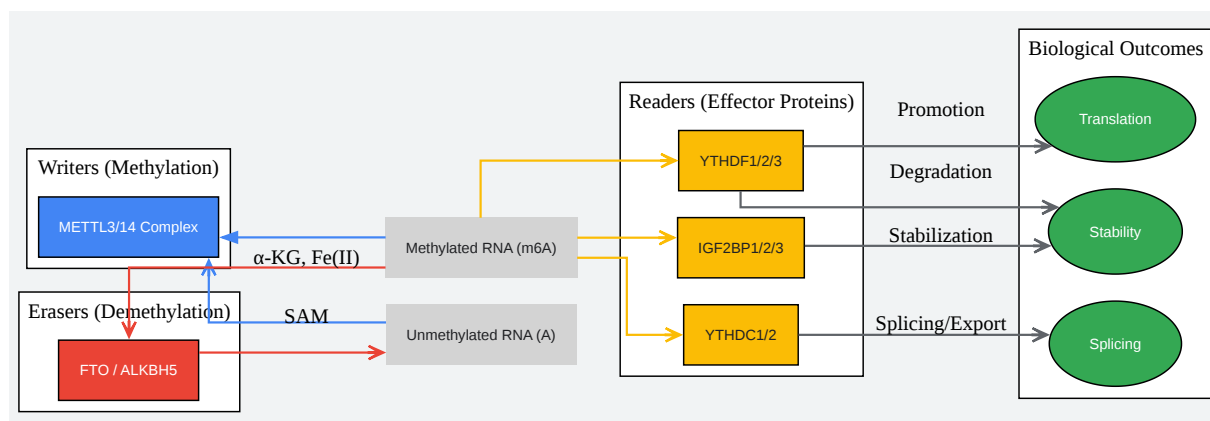 Biological Outcomes
Readers (Effector Proteins)
Promotion
Translation
YTHDF1/2/3
Writers (Methylation)
Degradation
METTL3/14 Complex
Methylated RNA (m6A)
IGF2BP1/2/3
Stabilization
Stability
α-KG, Fe(II)
Erasers (Demethylation)
SAM
Unmethylated RNA (A)
YTHDC1/2
Splicing/Export
Splicing
FTO / ALKBH5